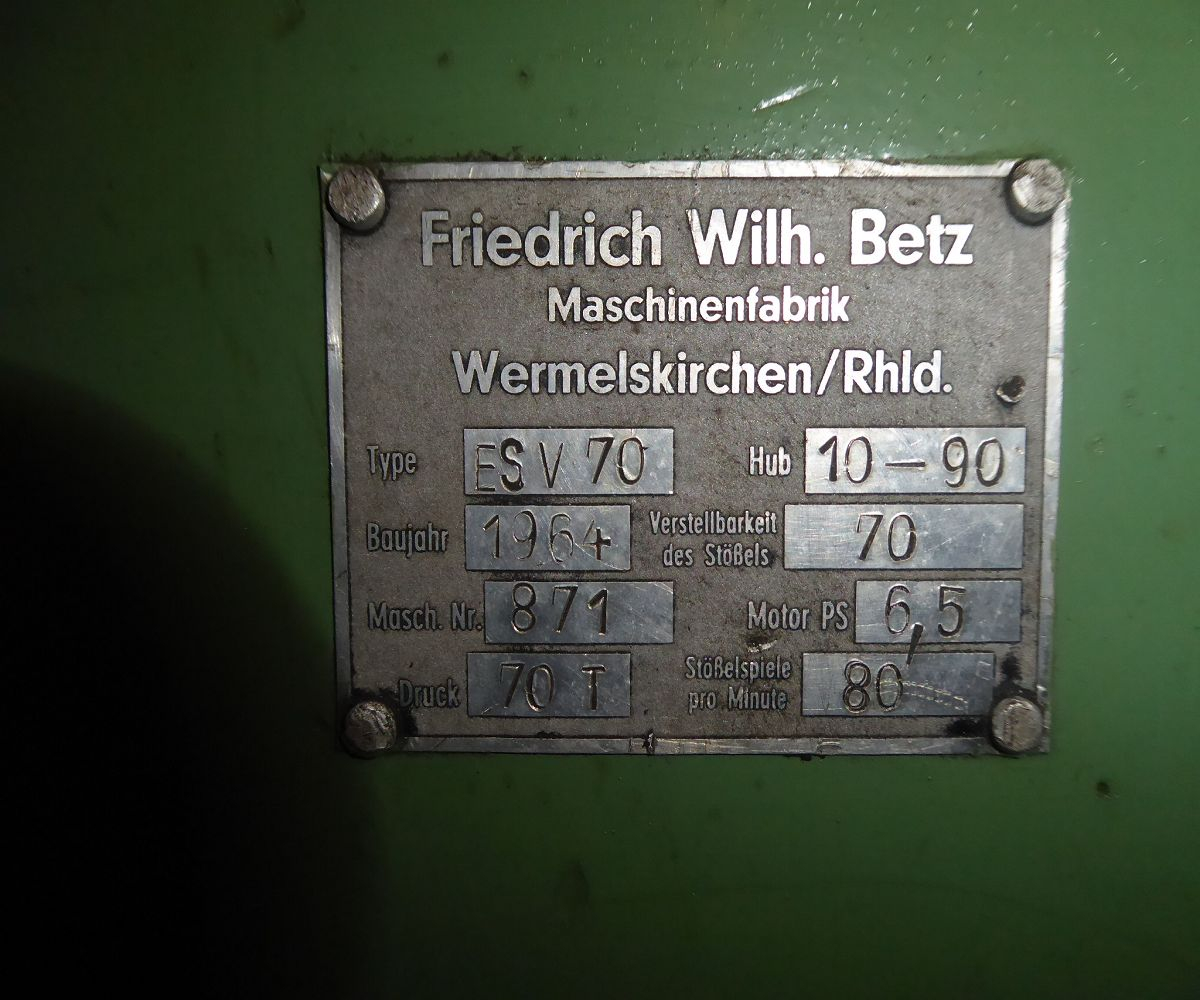 Friedrich Wilh. Betz
Maschinenfabrik
Wermelskirchen/Rhld.
Type ESV 70 Hub 10-90
Baujahr 1964 Verstellbarkeit des Stößels 70
Masch. Nr. 871 Motor PS 6,5
Druck 70 T Stößelspiele pro Minute 80